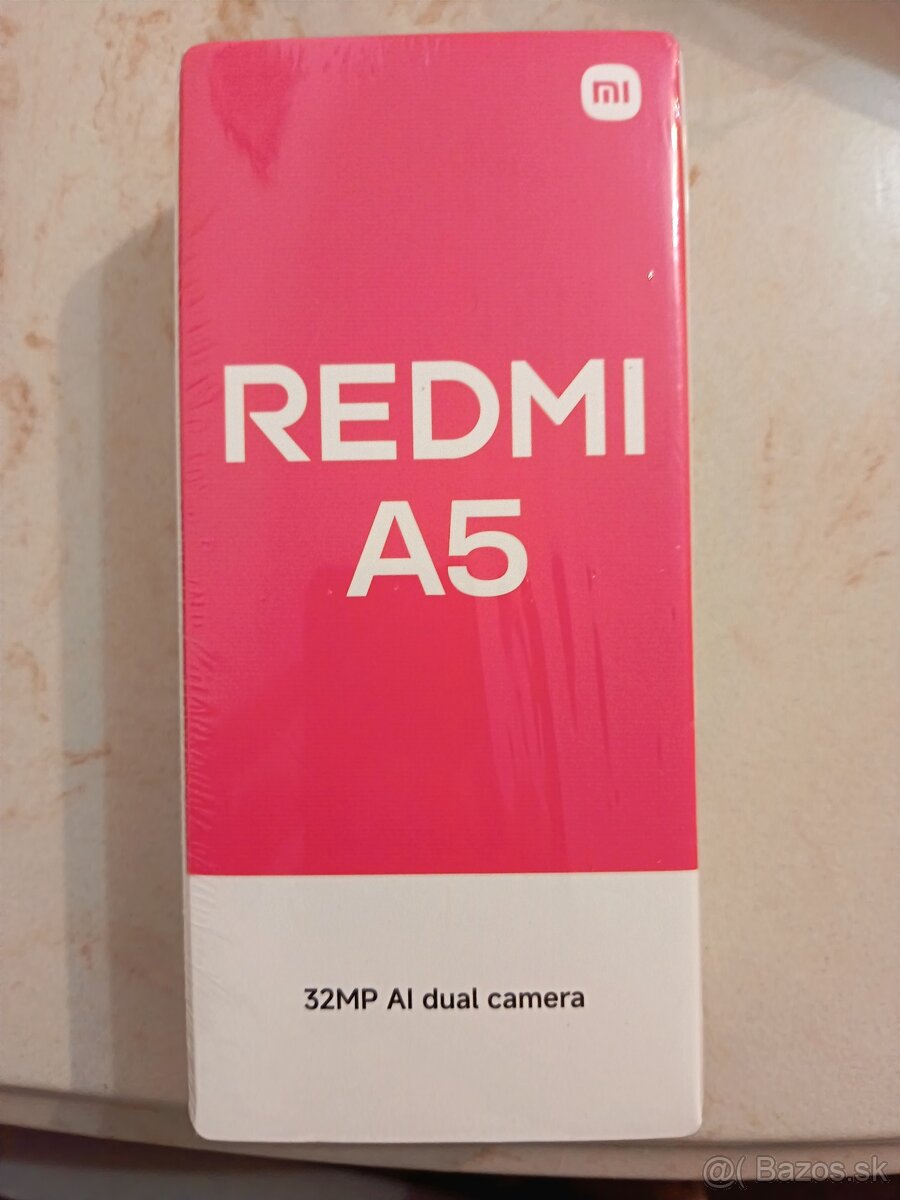 mi
REDMI
A5
32MP AI dual camera
@( Bazos.sk